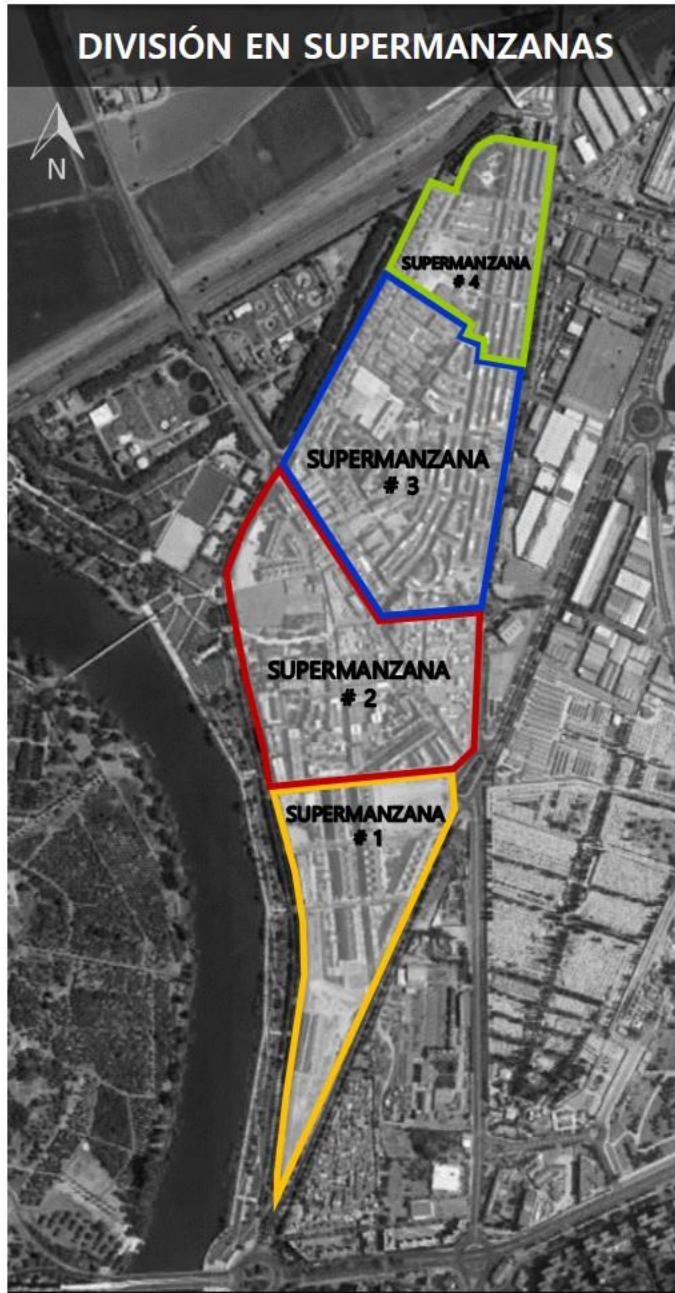 DIVISIÓN EN SUPERMANZANAS
N
SUPERMANZANA
# 4
SUPERMANZANA
# 3
SUPERMANZANA
# 2
SUPERMANZANA
# 1